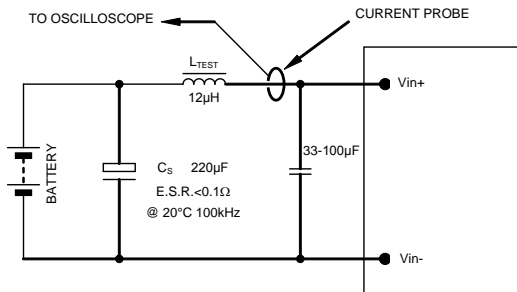 TO OSCILLOSCOPE
CURRENT PROBE
LTEST
12µH
Vin+
BATTERY
CS 220µF
E.S.R.<0.1Ω
@ 20°C 100kHz
33-100µF
Vin-